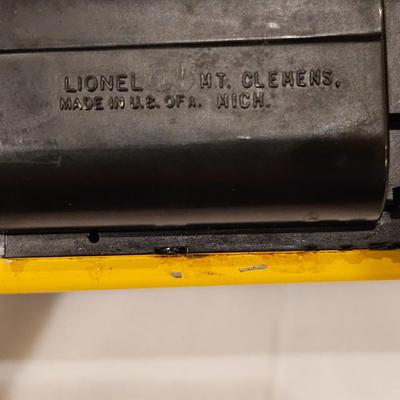 LIONEL MT. CLEMENS,
MADE IN U.S. OF A. MICH.